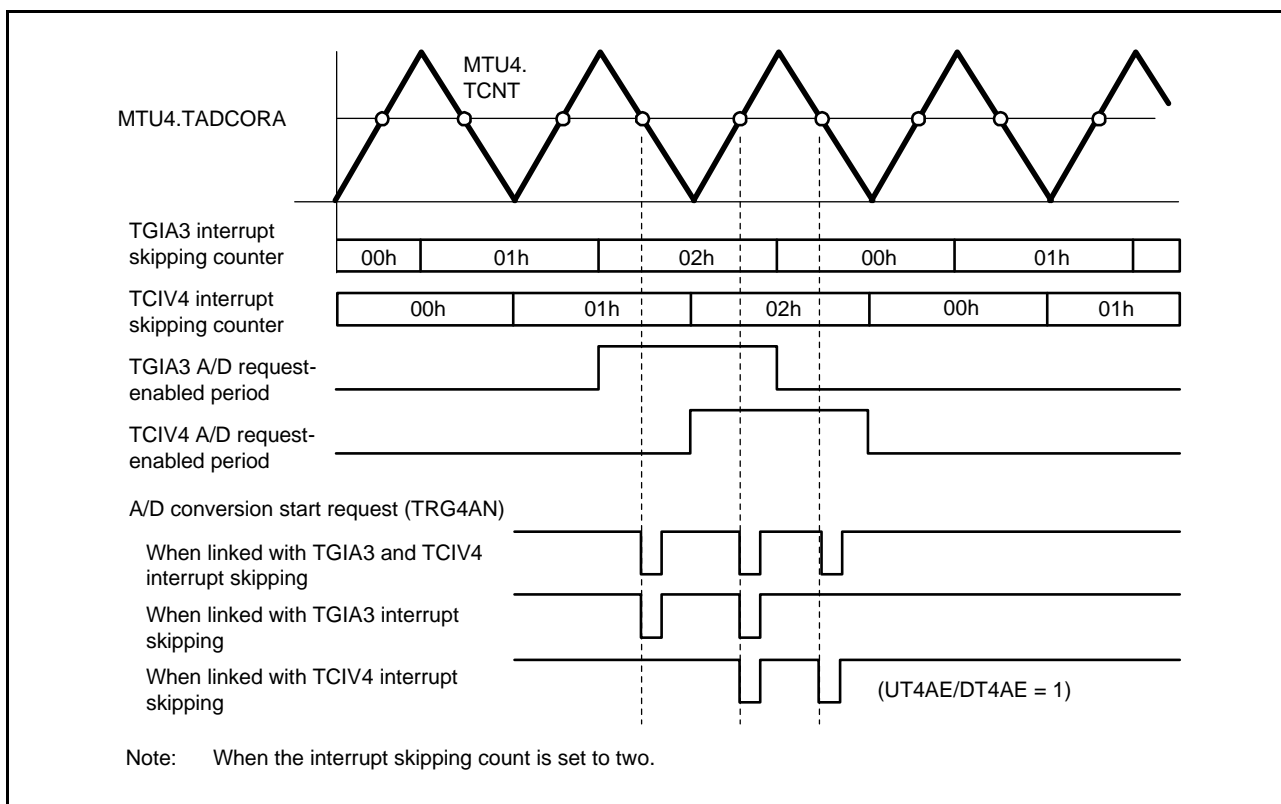 MTU4.
TCNT
MTU4.TADCORA
TGIA3 interrupt
skipping counter
00h 01h 02h 00h 01h
TCIV4 interrupt
skipping counter
00h 01h 02h 00h 01h
TGIA3 A/D request-
enabled period
TCIV4 A/D request-
enabled period
A/D conversion start request (TRG4AN)
When linked with TGIA3 and TCIV4
interrupt skipping
When linked with TGIA3 interrupt
skipping
When linked with TCIV4 interrupt
skipping
(UT4AE/DT4AE = 1)
Note: When the interrupt skipping count is set to two.